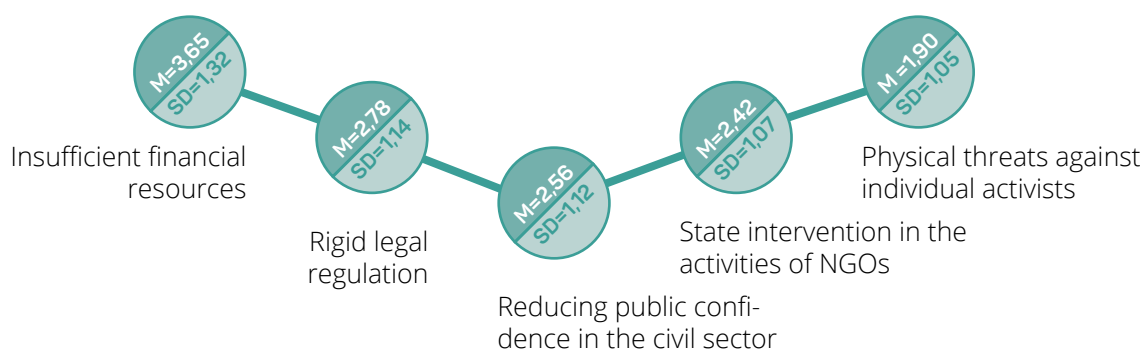 M=3,65
SD=1,32
Insufficient financial
resources
M=2,78
SD=1,14
Rigid legal
regulation
M=2,56
SD=1,12
Reducing public confi-
dence in the civil sector
M=2,42
SD=1,07
State intervention in the
activities of NGOs
M =1,90
SD=1,05
Physical threats against
individual activists